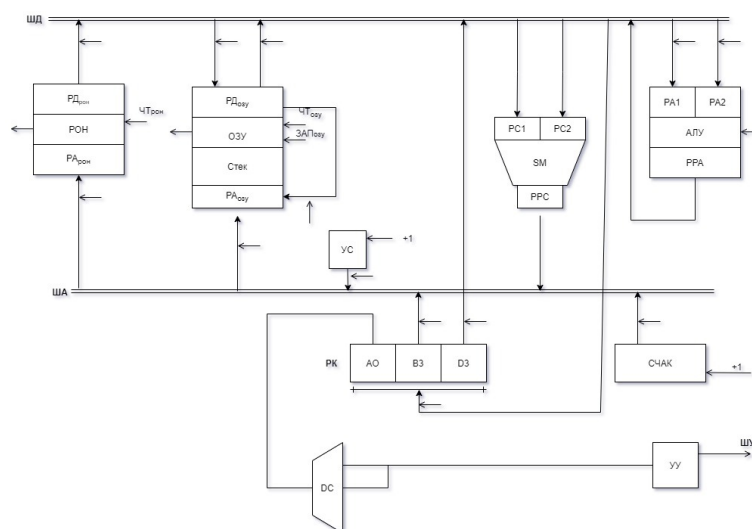 ШД
РДрон
РОН
РАрон
ЧТрон
РДозу
ОЗУ
Стек
РАозу
ЧТозу
ЗАПозу
РС1 РС2
SM
РРС
РА1 РА2
АЛУ
РРА
УС
+1
ША
РК
АО
ВЗ
DЗ
СЧАК
+1
DC
УУ
ШУ